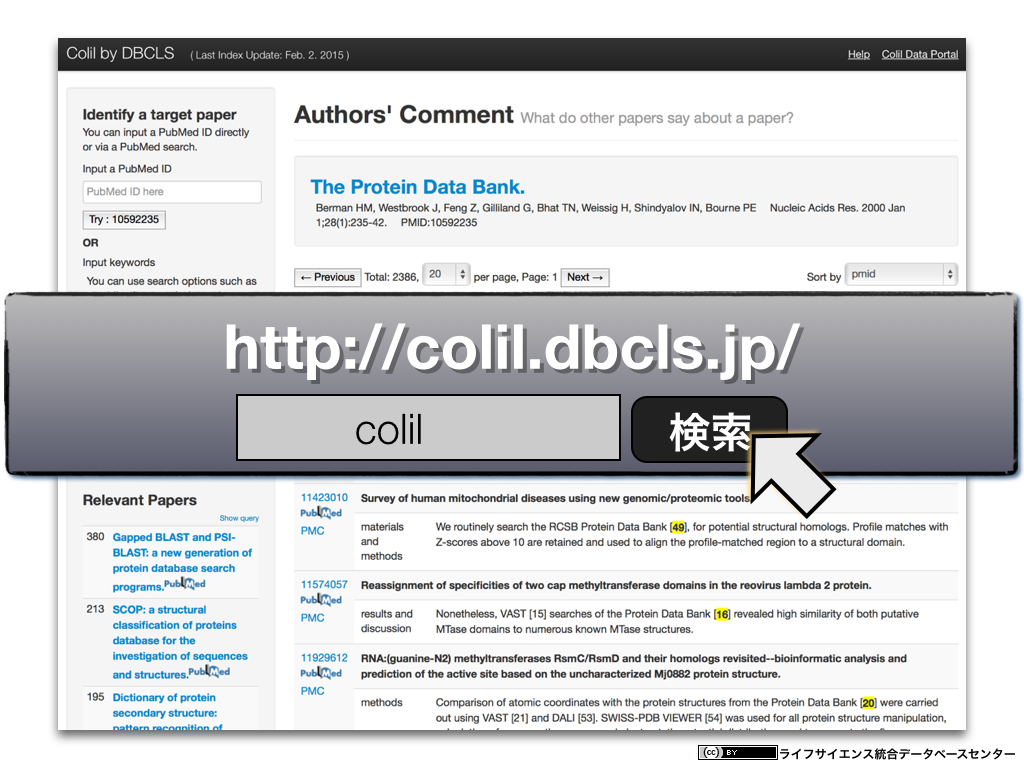 Colil by DBCLS ( Last Index Update: Feb. 2. 2015 ) Help Colil Data Portal
Identify a target paper
You can input a PubMed ID directly
or via a PubMed search.
Input a PubMed ID
PubMed ID here
Try : 10592235
OR
Input keywords
You can use search options such as
Authors' Comment What do other papers say about a paper?
The Protein Data Bank.
Berman HM, Westbrook J, Feng Z, Gilliland G, Bhat TN, Weissig H, Shindyalov IN, Bourne PE Nucleic Acids Res. 2000 Jan
1;28(1):235-42. PMID:10592235
← Previous Total: 2386, 20 per page, Page: 1 Next → Sort by pmid
http://colil.dbcls.jp/
colil 検索
Relevant Papers
Show query
380 Gapped BLAST and PSI-
BLAST: a new generation of
protein database search
programs. PubMed
213 SCOP: a structural
classification of proteins
database for the
investigation of sequences
and structures. PubMed
195 Dictionary of protein
secondary structure:
pattern recognition of
11423010 Survey of human mitochondrial diseases using new genomic/proteomic tools
PubMed
PMC
materials
and
methods
We routinely search the RCSB Protein Data Bank [49], for potential structural homologs. Profile matches with
Z-scores above 10 are retained and used to align the profile-matched region to a structural domain.
11574057 Reassignment of specificities of two cap methyltransferase domains in the reovirus lambda 2 protein.
PubMed
PMC
results and
discussion
Nonetheless, VAST [15] searches of the Protein Data Bank [16] revealed high similarity of both putative
MTase domains to numerous known MTase structures.
11929612 RNA:(guanine-N2) methyltransferases RsmC/RsmD and their homologs revisited--bioinformatic analysis and
prediction of the active site based on the uncharacterized Mj0882 protein structure.
PubMed
PMC
methods
Comparison of atomic coordinates with the protein structures from the Protein Data Bank [20] were carried
out using VAST [21] and DALI [53]. SWISS-PDB VIEWER [54] was used for all protein structure manipulation,
(cc) BY ライフサイエンス統合データベースセンター